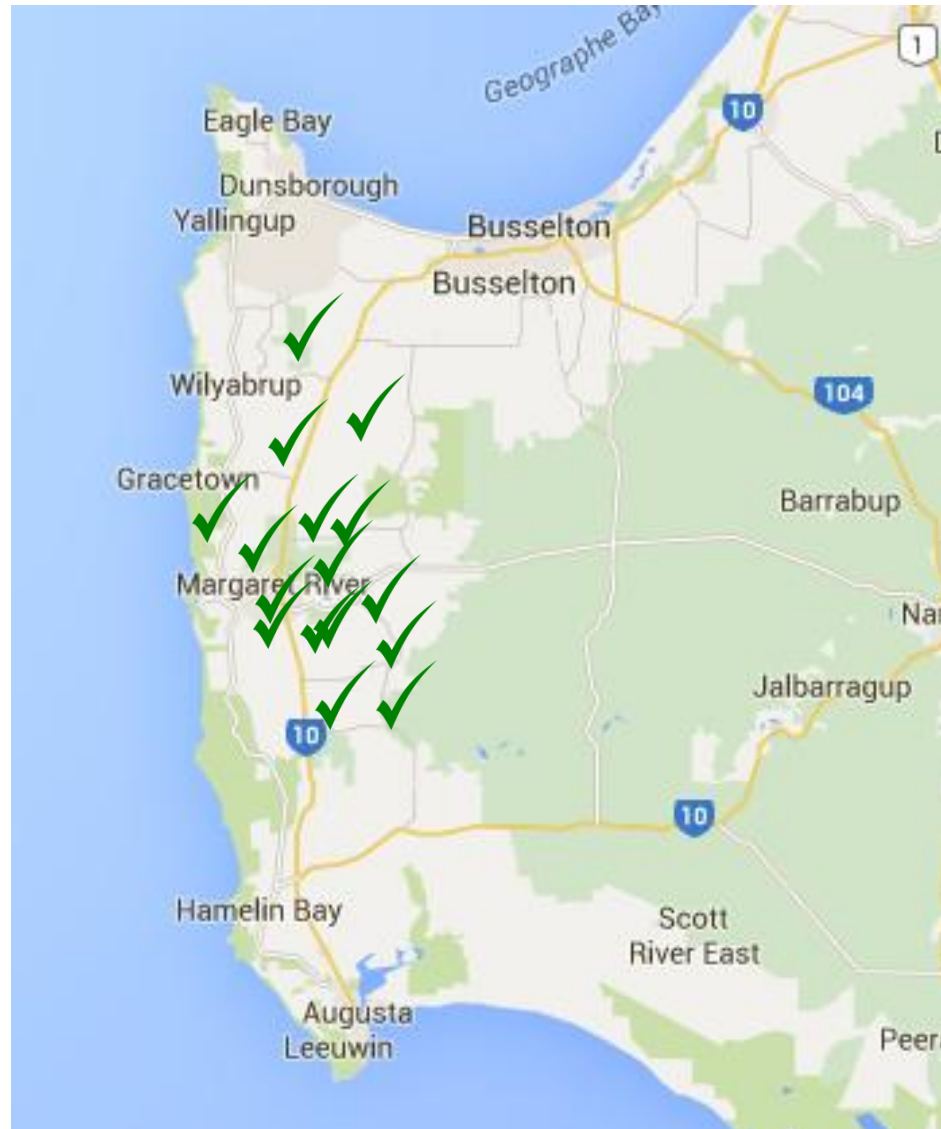 Geographe Bay
1
Eagle Bay
10
Dunsborough
Yallingup
Busselton
Busselton
Wilyabrup
104
Gracetown
Barrabup
Margaret River
Jalbarragup
10
10
Hamelin Bay
Scott
River East
Augusta
Leeuwin